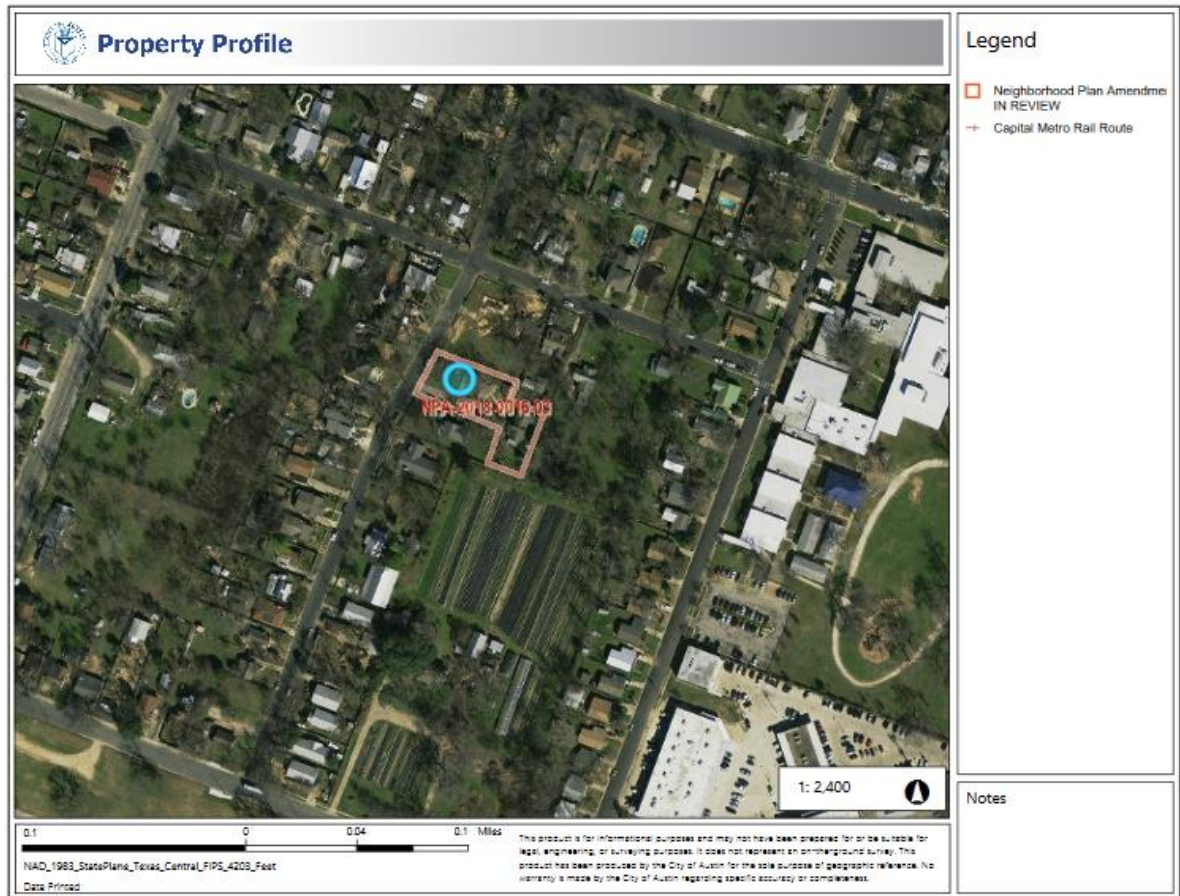 Property Profile
Legend
Neighborhood Plan Amendme
IN REVIEW
Capital Metro Rail Route
1: 2,400
Notes
0.1 0 0.04 0.1 Miles
NAD_1983_StatePlane_Texas_Central_FIPS_4203_Feet
Date Printed:
This product is for informational purposes and may not have been prepared for or be suitable for
legal, engineering, or surveying purposes. It does not represent an on-the-ground survey. This
product has been produced by the City of Austin for the sole purpose of geographic reference. No
warranty is made by the City of Austin regarding specific accuracy or completeness.